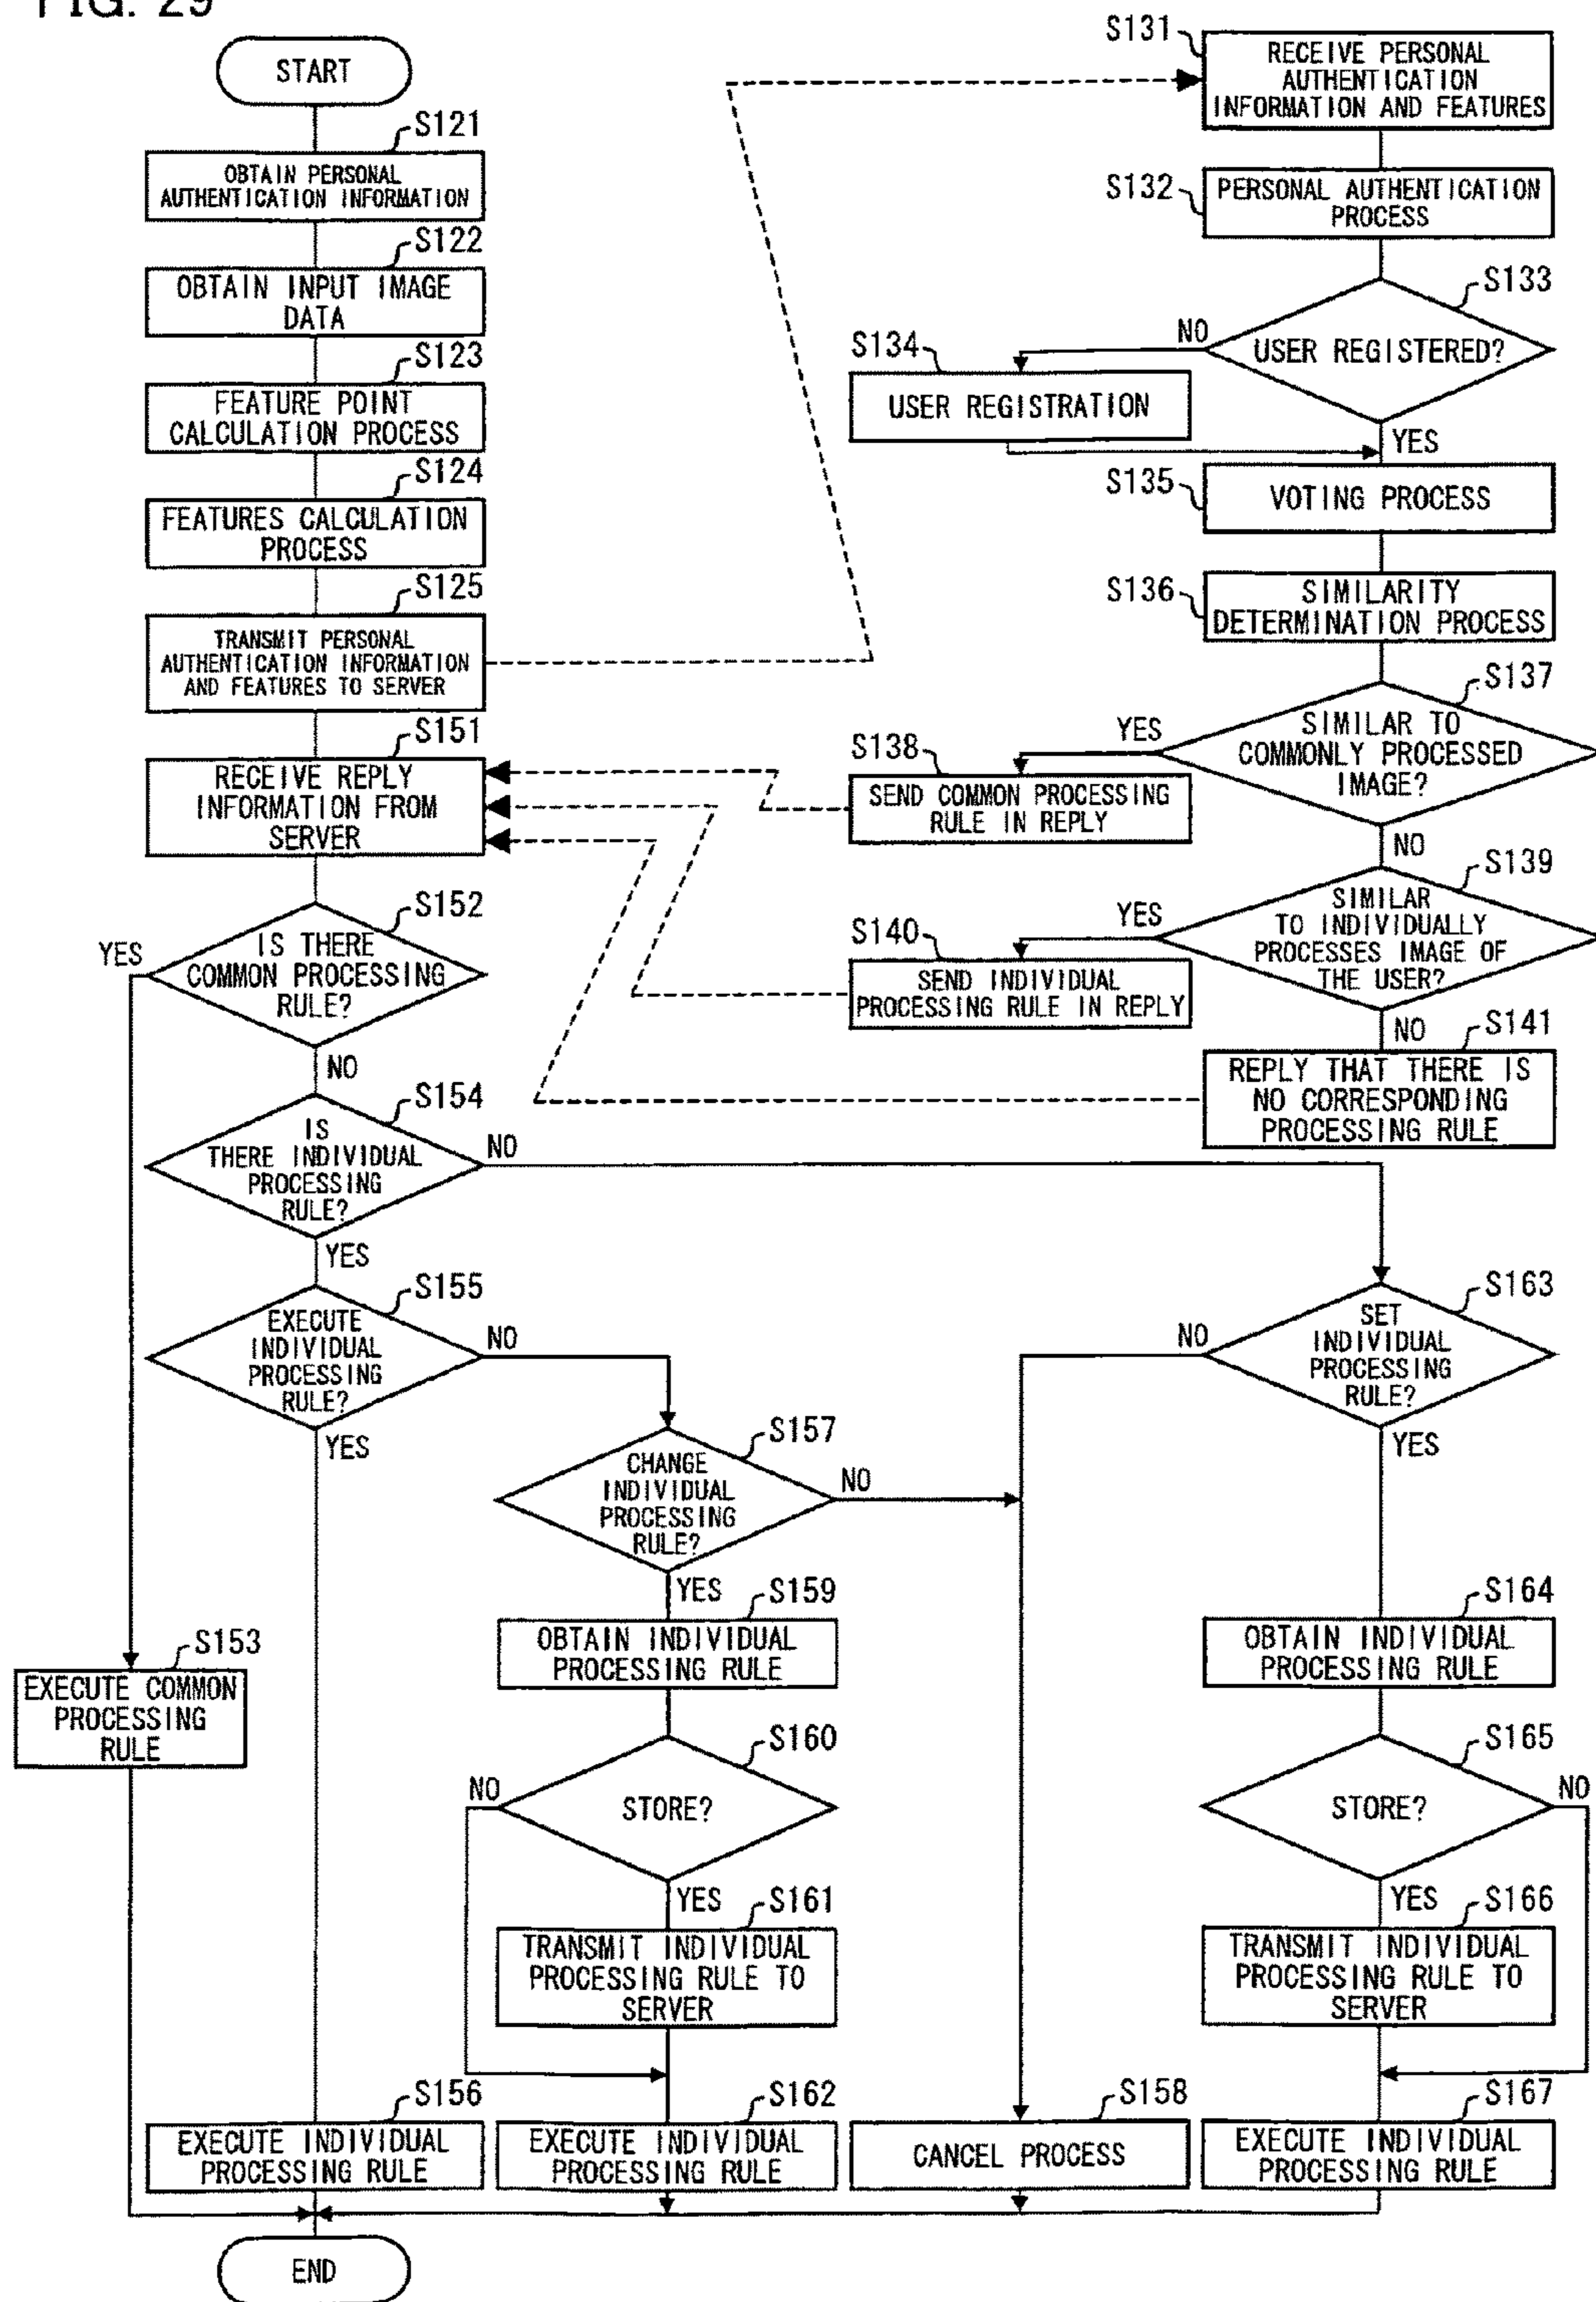 FIG. 29
START
S121
OBTAIN PERSONAL
AUTHENTICATION INFORMATION
S122
OBTAIN INPUT IMAGE
DATA
S123
FEATURE POINT
CALCULATION PROCESS
S124
FEATURES CALCULATION
PROCESS
S125
TRANSMIT PERSONAL
AUTHENTICATION INFORMATION
AND FEATURES TO SERVER
S151
RECEIVE REPLY
INFORMATION FROM
SERVER
S131
RECEIVE PERSONAL
AUTHENTICATION
INFORMATION AND FEATURES
S132
PERSONAL AUTHENTICATION
PROCESS
S133
USER REGISTERED?
NO
YES
S134
USER REGISTRATION
S135
VOTING PROCESS
S136
SIMILARITY
DETERMINATION PROCESS
S137
SIMILAR TO
COMMONLY PROCESSED
IMAGE?
YES
NO
S138
SEND COMMON PROCESSING
RULE IN REPLY
S139
SIMILAR
TO INDIVIDUALLY
PROCESSES IMAGE OF
THE USER?
YES
NO
S140
SEND INDIVIDUAL
PROCESSING RULE IN REPLY
S141
REPLY THAT THERE IS
NO CORRESPONDING
PROCESSING RULE
S152
IS THERE
COMMON PROCESSING
RULE?
YES
NO
S154
IS
THERE INDIVIDUAL
PROCESSING
RULE?
NO
YES
S155
EXECUTE
INDIVIDUAL
PROCESSING
RULE?
NO
YES
S163
SET
INDIVIDUAL
PROCESSING
RULE?
NO
YES
S157
CHANGE
INDIVIDUAL
PROCESSING
RULE?
NO
YES
S159
OBTAIN INDIVIDUAL
PROCESSING RULE
S164
OBTAIN INDIVIDUAL
PROCESSING RULE
S153
EXECUTE COMMON
PROCESSING
RULE
S160
STORE?
NO
YES
S165
STORE?
NO
YES
S161
TRANSMIT INDIVIDUAL
PROCESSING RULE TO
SERVER
S166
TRANSMIT INDIVIDUAL
PROCESSING RULE TO
SERVER
S156
EXECUTE INDIVIDUAL
PROCESSING RULE
S162
EXECUTE INDIVIDUAL
PROCESSING RULE
S158
CANCEL PROCESS
S167
EXECUTE INDIVIDUAL
PROCESSING RULE
END